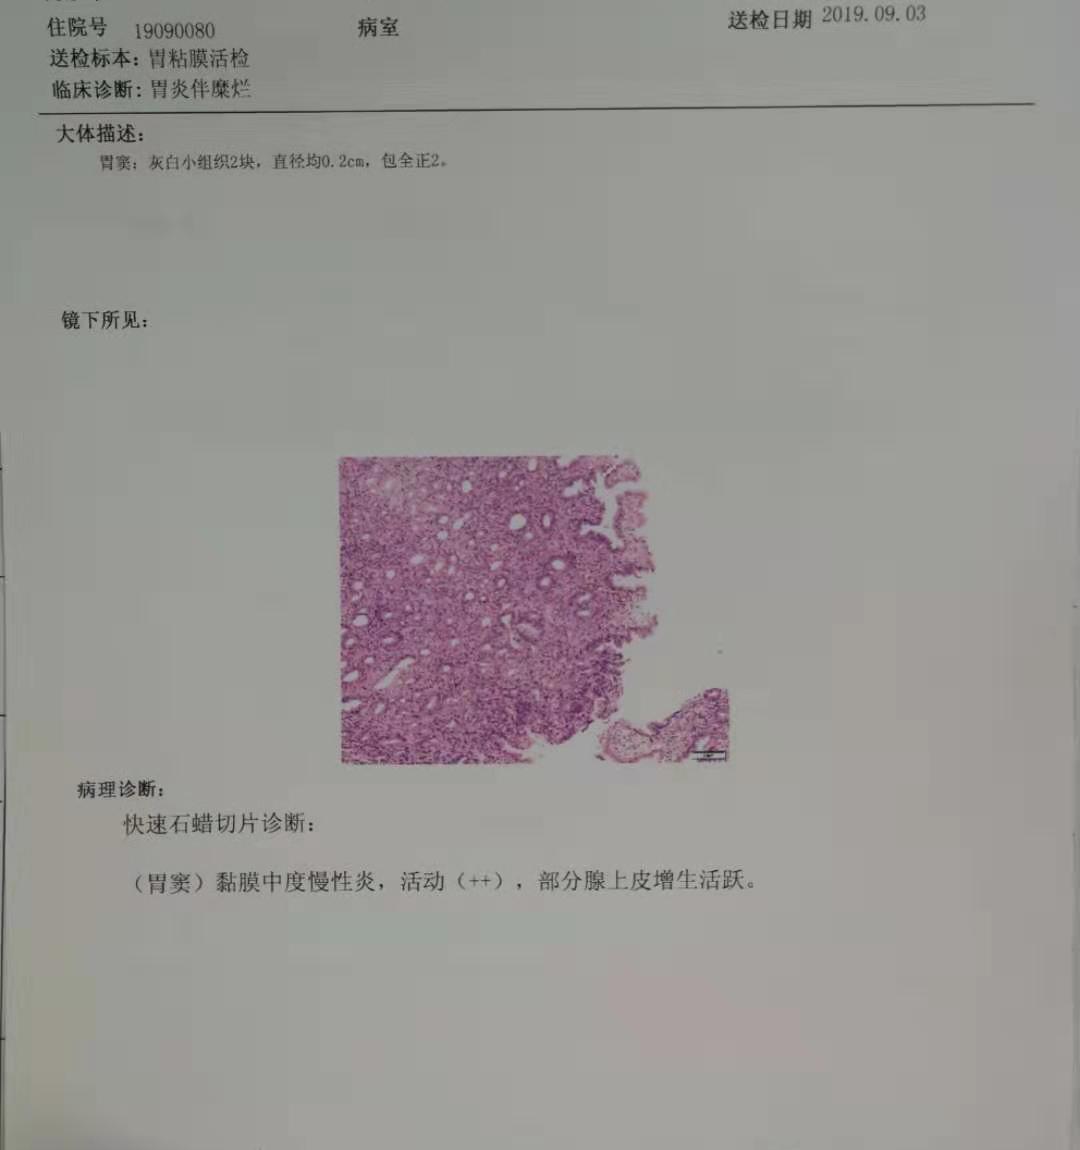 住院号 19090080 病室 送检日期 2019.09.03
送检标本：胃粘膜活检
临床诊断：胃炎伴糜烂
大体描述：
胃窦：灰白小组织2块，直径均0.2cm，包全正2。
镜下所见：
病理诊断：
快速石蜡切片诊断：
（胃窦）黏膜中度慢性炎，活动（++），部分腺上皮增生活跃。